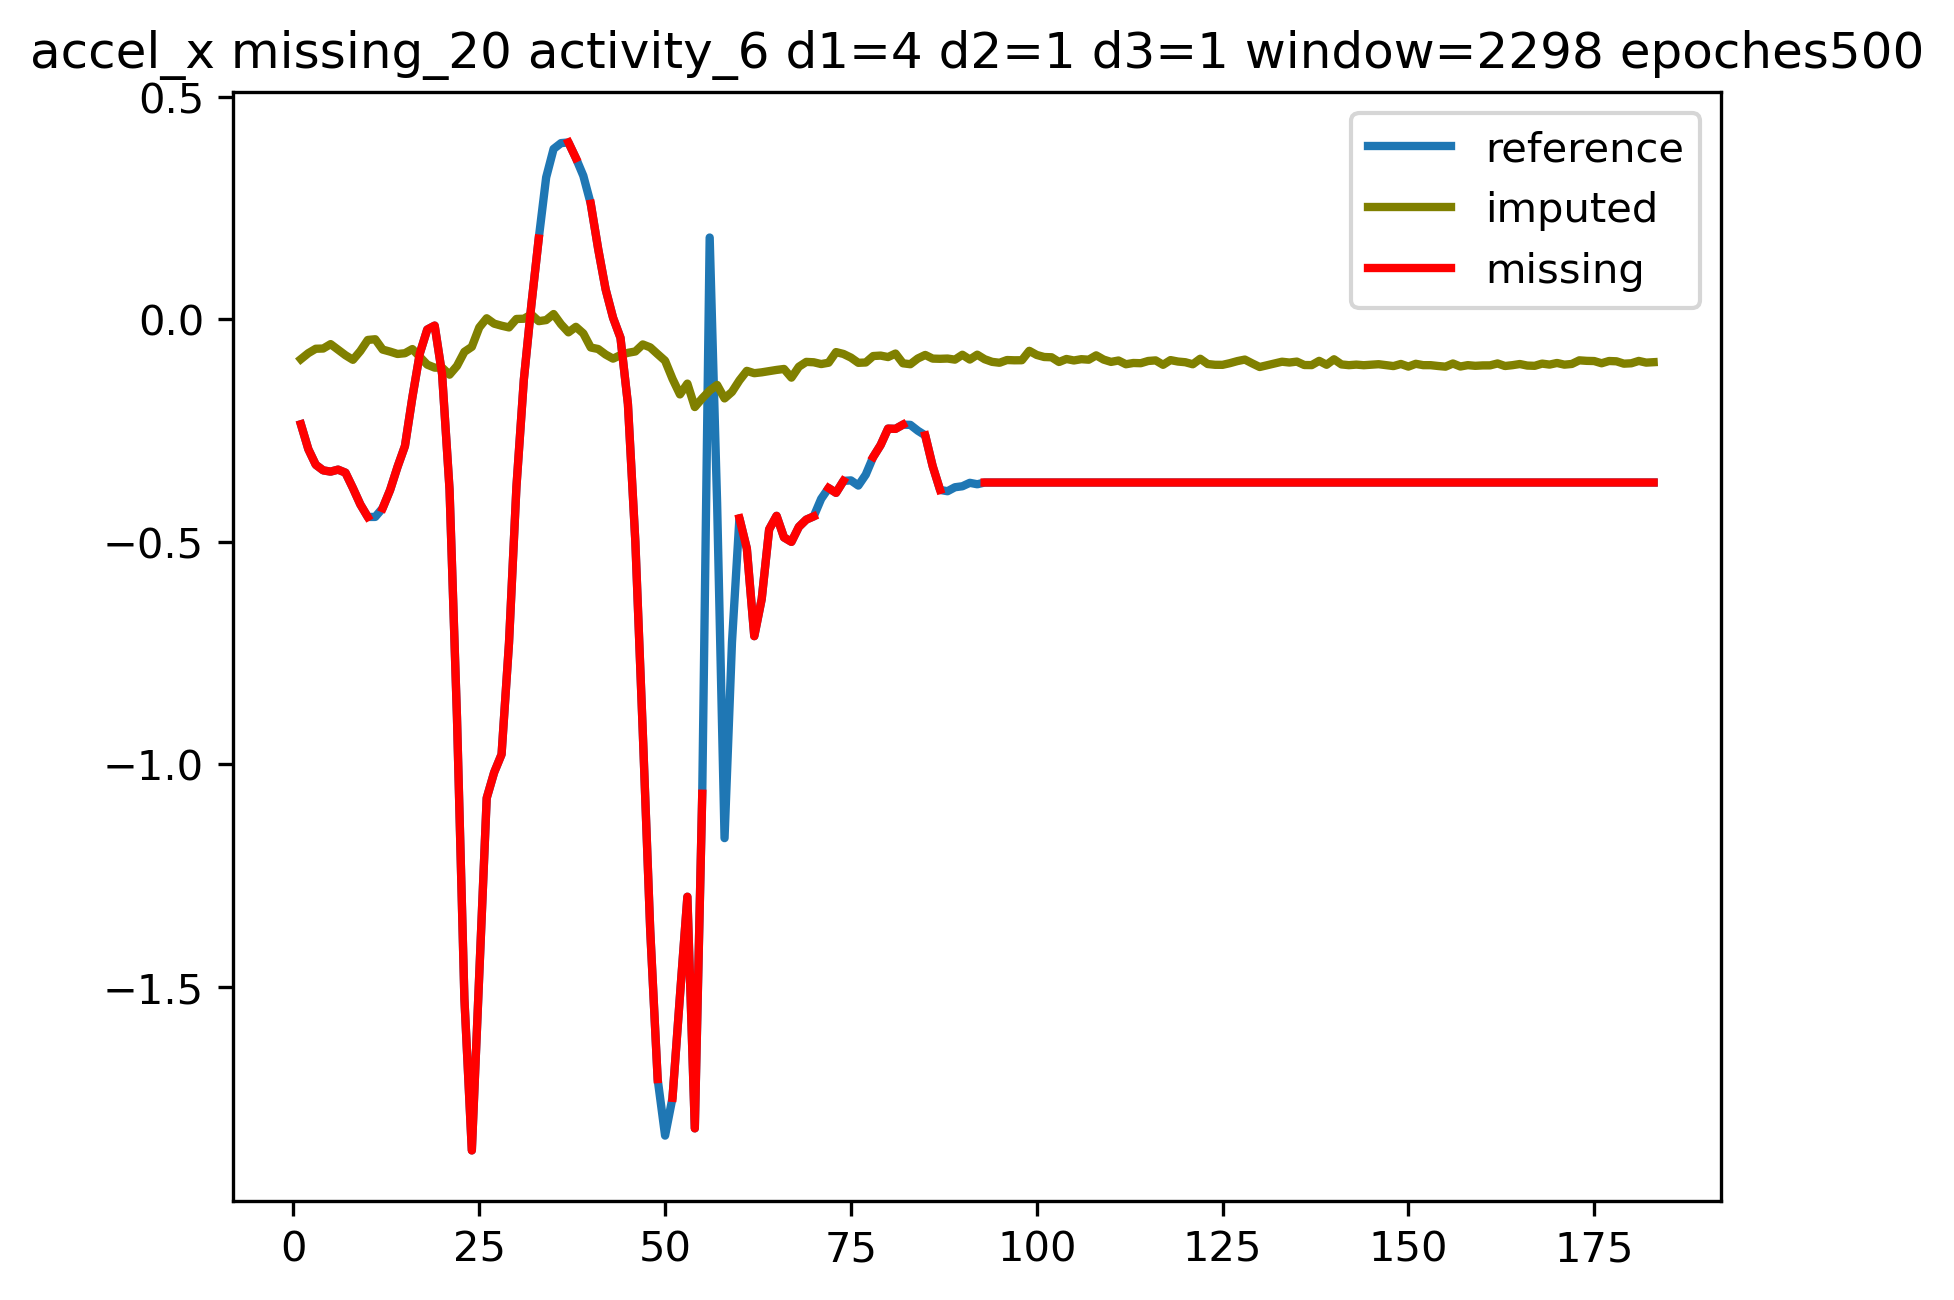 accel_x missing_20 activity_6 d1=4 d2=1 d3=1 window=2298 epoches500
0.5
0.0
−0.5
−1.0
−1.5
reference
imputed
missing
0 25 50 75 100 125 150 175